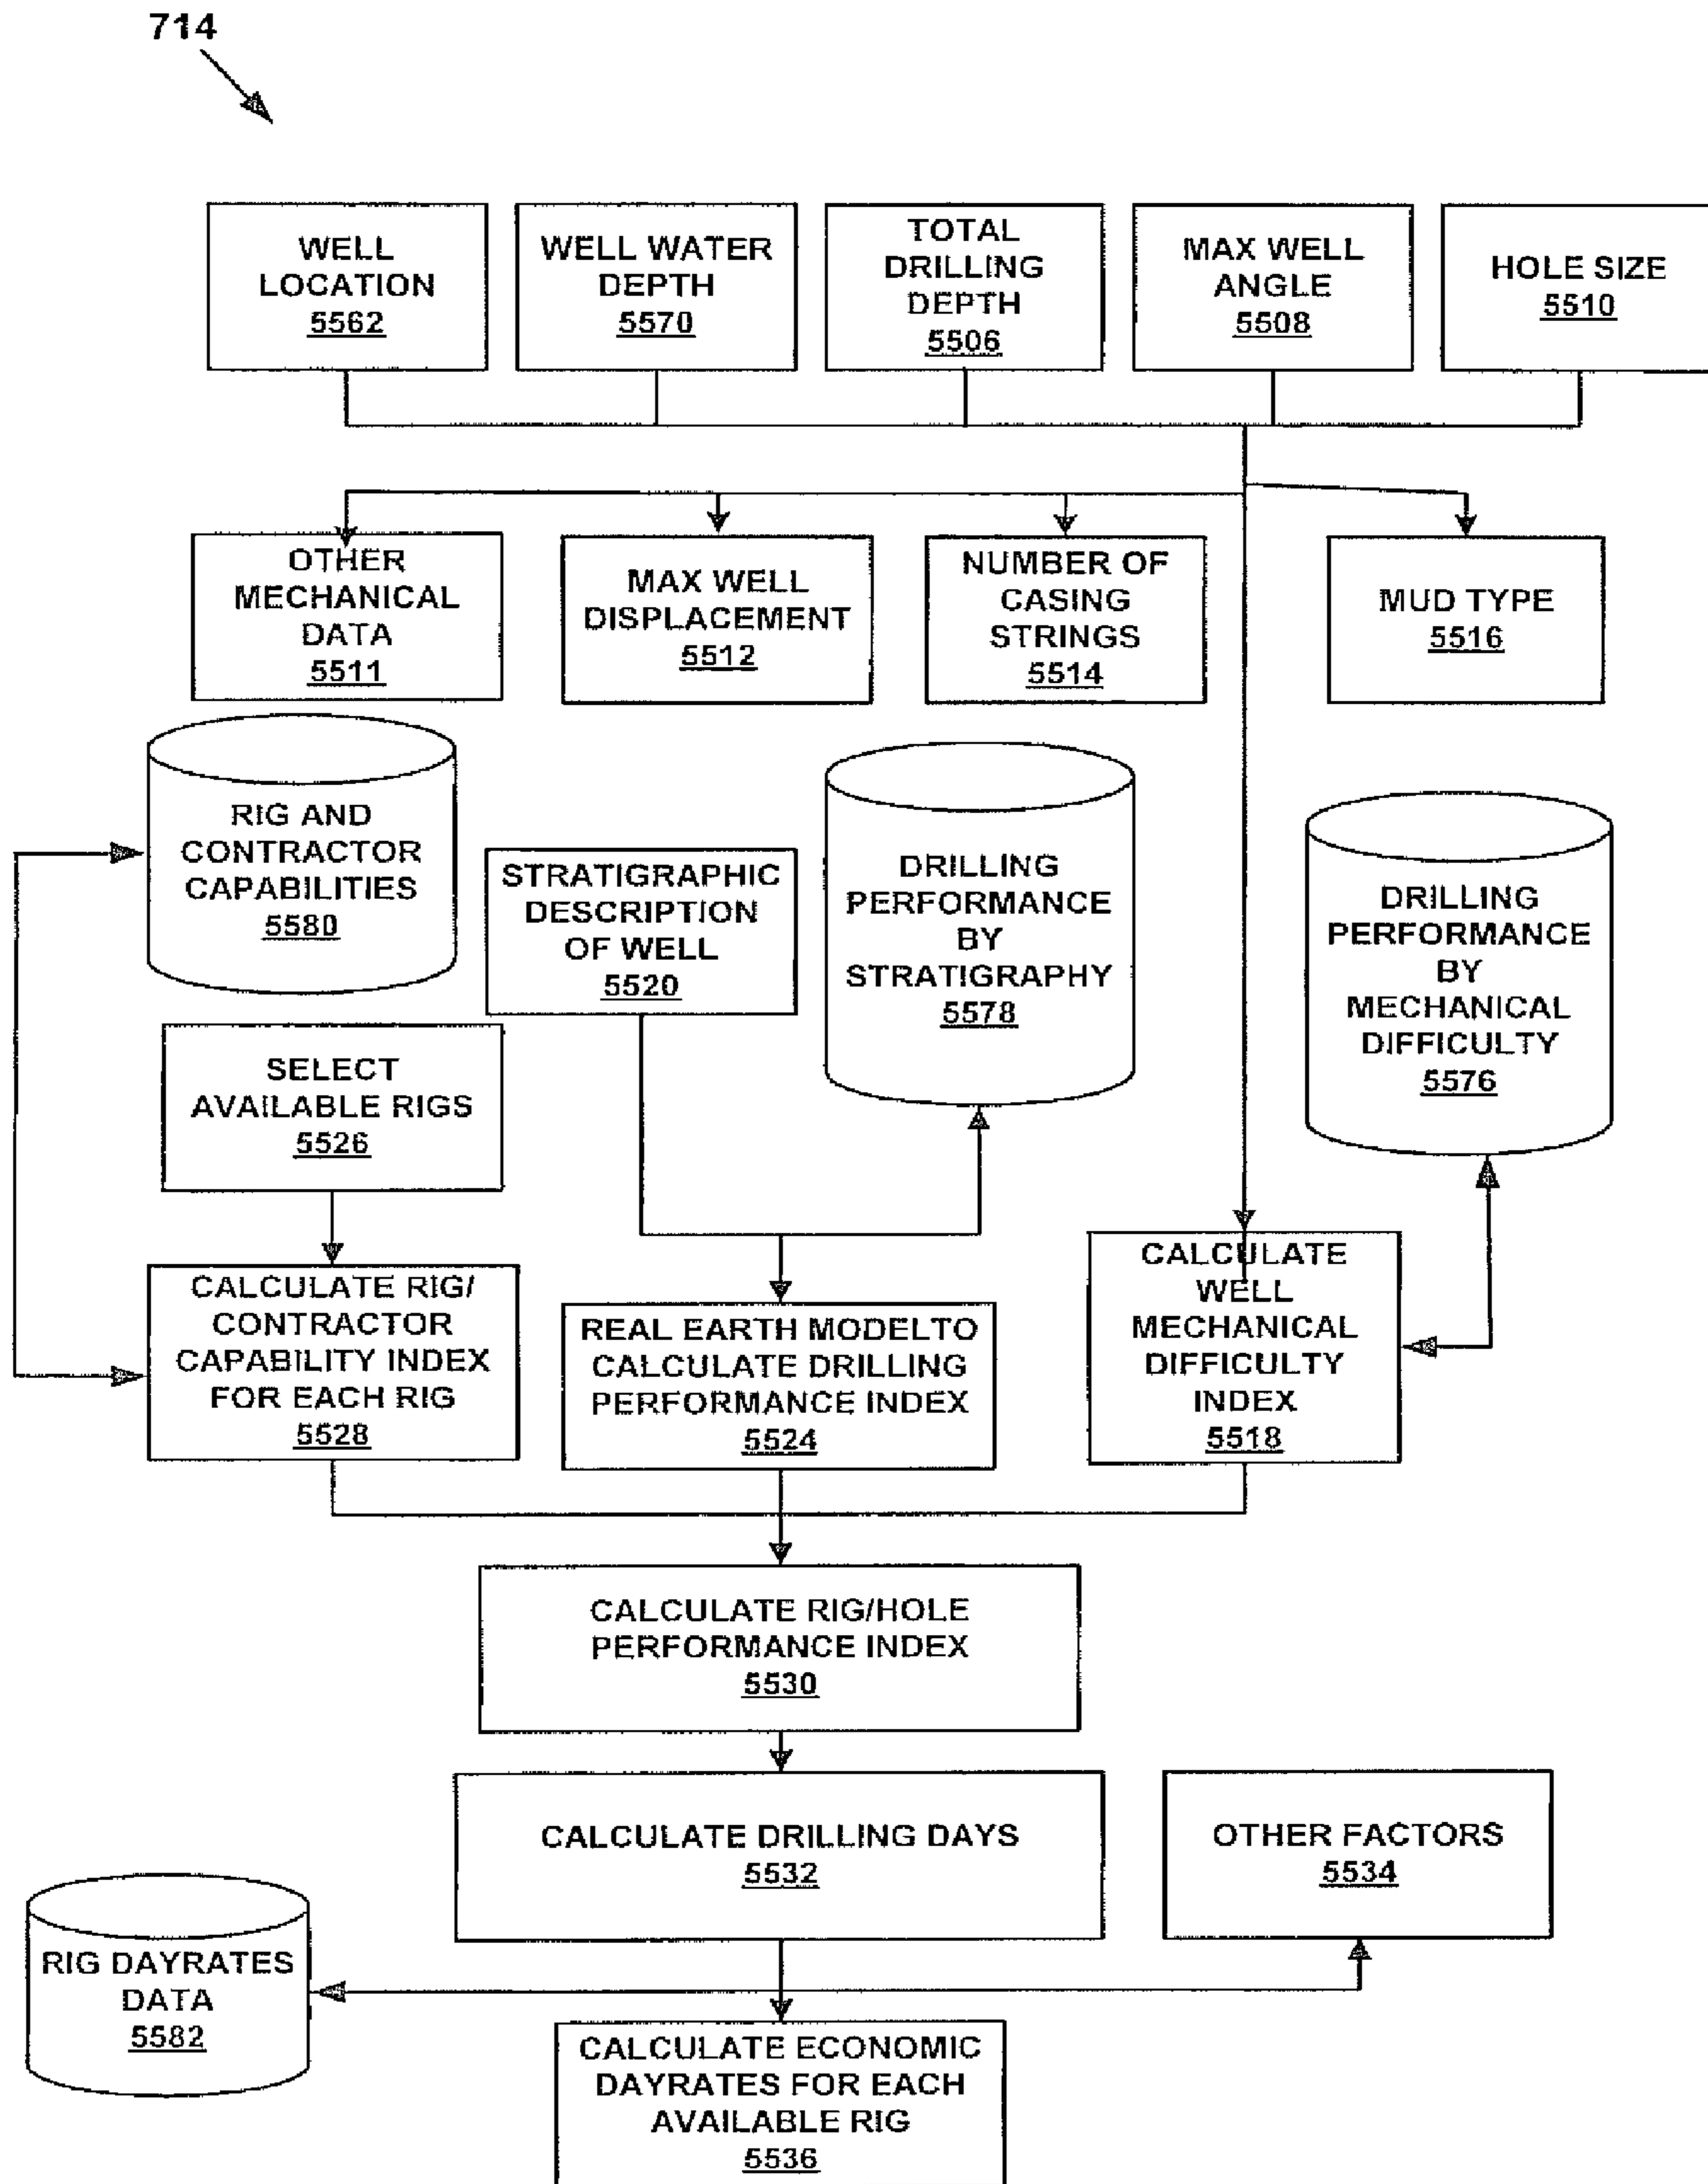 714
WELL
LOCATION
5562
WELL WATER
DEPTH
5570
TOTAL
DRILLING
DEPTH
5506
MAX WELL
ANGLE
5508
HOLE SIZE
5510
OTHER
MECHANICAL
DATA
5511
MAX WELL
DISPLACEMENT
5512
NUMBER OF
CASING
STRINGS
5514
MUD TYPE
5516
RIG AND
CONTRACTOR
CAPABILITIES
5580
STRATIGRAPHIC
DESCRIPTION
OF WELL
5520
DRILLING
PERFORMANCE
BY
STRATIGRAPHY
5578
DRILLING
PERFORMANCE
BY
MECHANICAL
DIFFICULTY
5576
SELECT
AVAILABLE RIGS
5526
CALCULATE RIG/
CONTRACTOR
CAPABILITY INDEX
FOR EACH RIG
5528
REAL EARTH MODELTO
CALCULATE DRILLING
PERFORMANCE INDEX
5524
CALCULATE
WELL
MECHANICAL
DIFFICULTY
INDEX
5518
CALCULATE RIG/HOLE
PERFORMANCE INDEX
5530
CALCULATE DRILLING DAYS
5532
OTHER FACTORS
5534
RIG DAYRATES
DATA
5582
CALCULATE ECONOMIC
DAYRATES FOR EACH
AVAILABLE RIG
5536